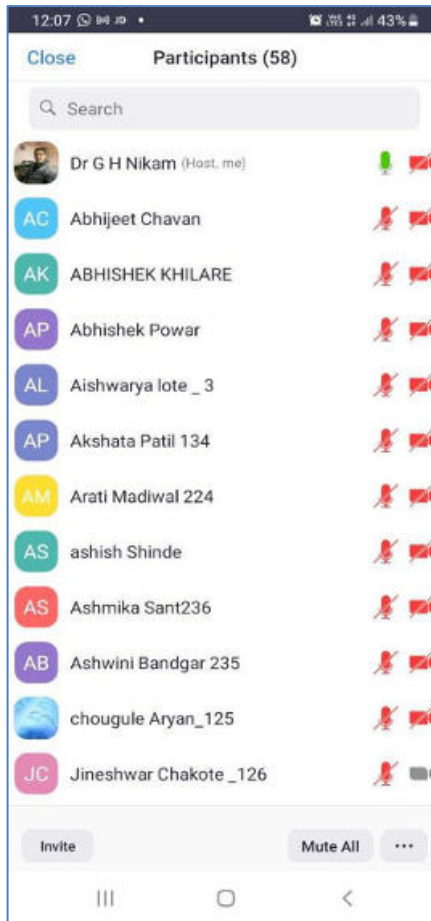 12:07 43%
Close Participants (58)
Search
Dr G H Nikam (Host, me)
AC Abhijeet Chavan
AK ABHISHEK KHILARE
AP Abhishek Powar
AL Aishwarya lote _ 3
AP Akshata Patil 134
AM Arati Madiwal 224
AS ashish Shinde
AS Ashmika Sant236
AB Ashwini Bandgar 235
chougule Aryan_125
JC Jineshwar Chakote _126
Invite Mute All ...